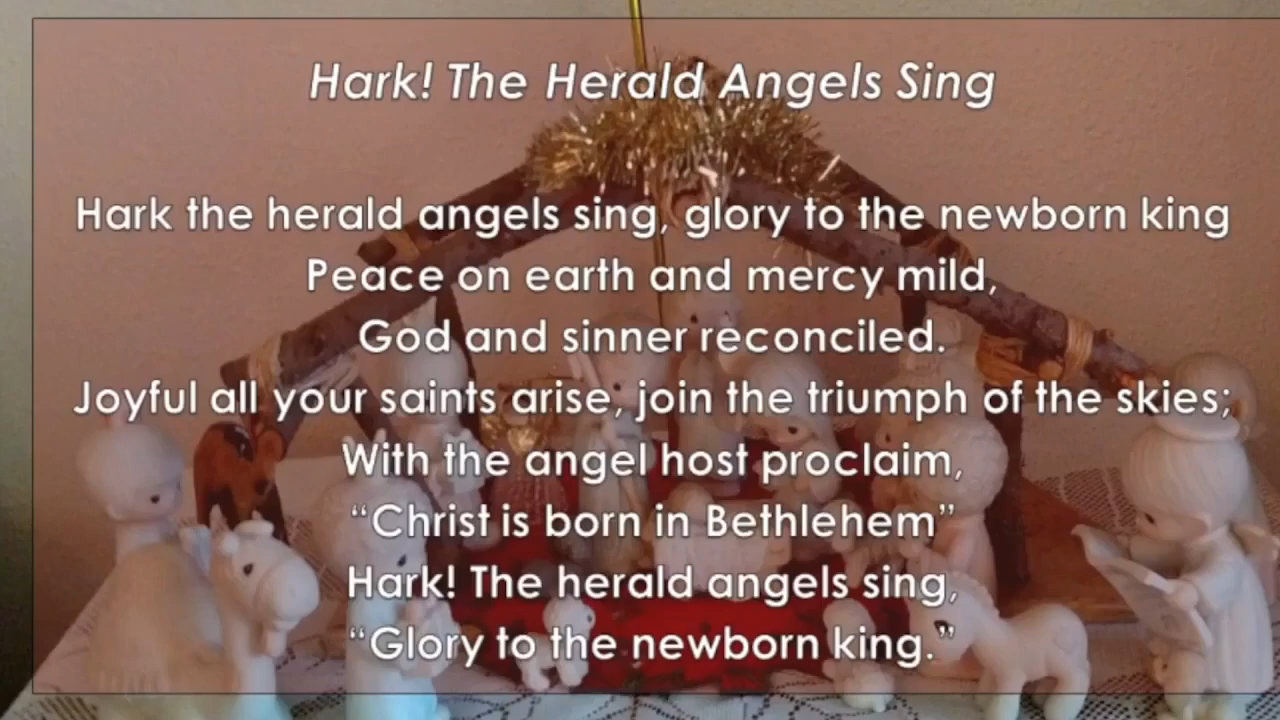 Hark! The Herald Angels Sing
Hark the herald angels sing, glory to the newborn king
Peace on earth and mercy mild,
God and sinner reconciled.
Joyful all your saints arise, join the triumph of the skies;
With the angel host proclaim,
“Christ is born in Bethlehem”
Hark! The herald angels sing,
“Glory to the newborn king.”